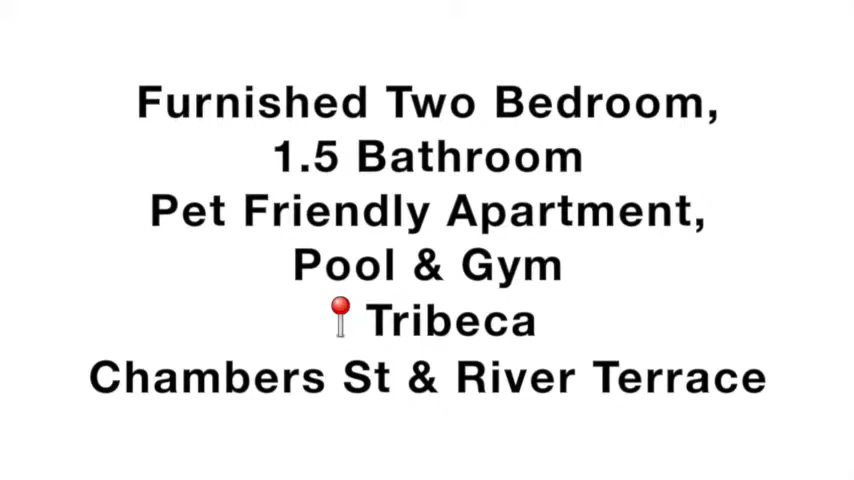 Furnished Two Bedroom,
1.5 Bathroom
Pet Friendly Apartment,
Pool & Gym
📍Tribeca
Chambers St & River Terrace